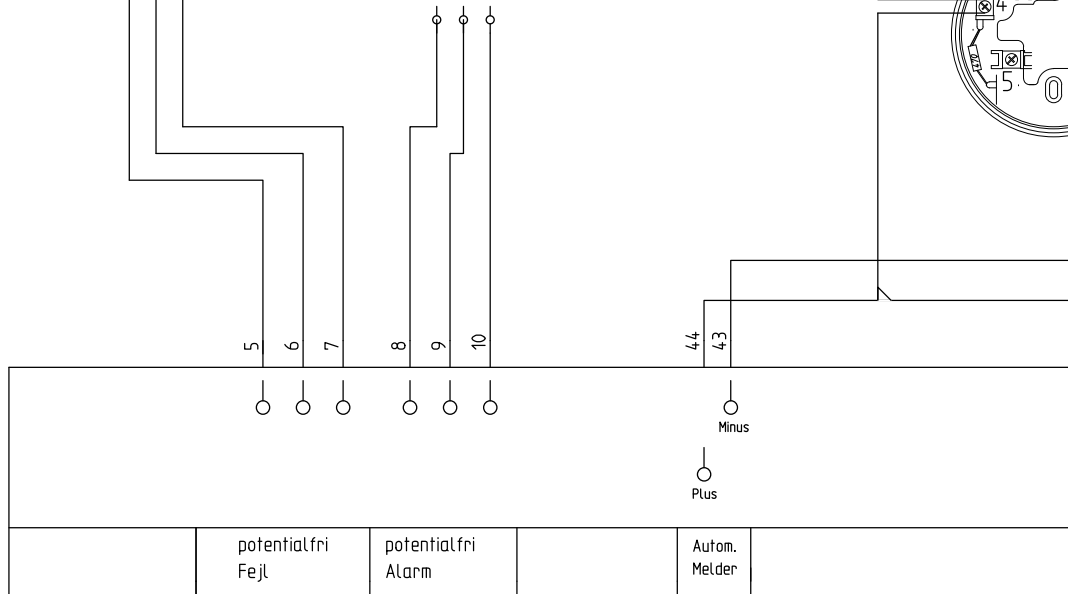 4
5
5
6
7
8
9
10
44
43
Minus
Plus
potentialfri
Fejl
potentialfri
Alarm
Autom.
Melder